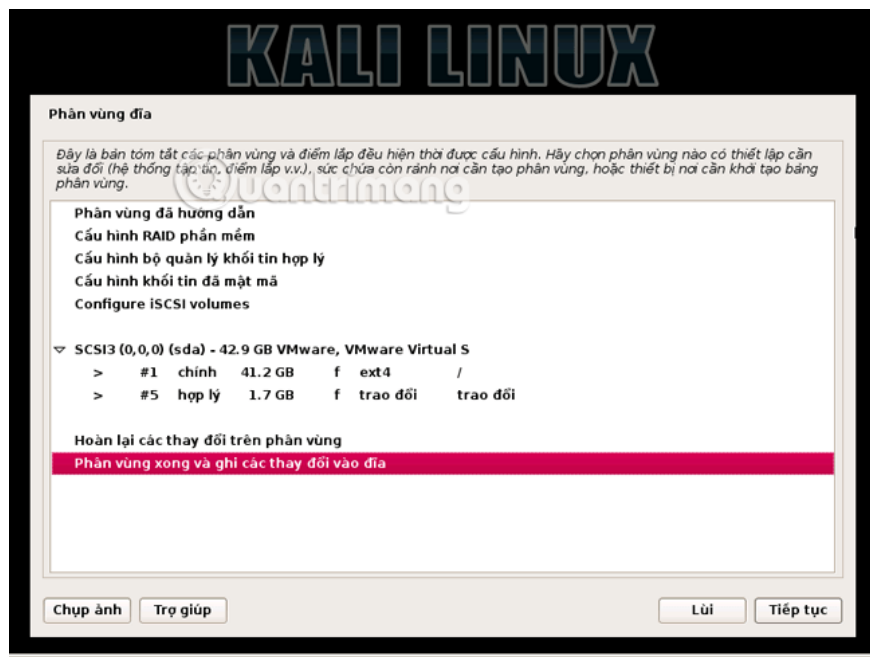 KALI LINUX
Phân vùng đĩa
Đây là bản tóm tắt các phân vùng và điểm lắp đều hiện thời được cấu hình. Hãy chọn phân vùng nào có thiết lập cần
sửa đổi (hệ thống tập tin, điểm lắp v.v.), sức chứa còn rảnh nơi cần tạo phân vùng, hoặc thiết bị nơi cần khởi tạo bảng
phân vùng.
Quantrimang
Phân vùng đã hướng dẫn
Cấu hình RAID phần mềm
Cấu hình bộ quản lý khối tin hợp lý
Cấu hình khối tin đã mật mã
Configure iSCSI volumes
SCSI3 (0,0,0) (sda) - 42.9 GB VMware, VMware Virtual S
> #1 chính 41.2 GB f ext4 /
> #5 hợp lý 1.7 GB f trao đổi trao đổi
Hoàn lại các thay đổi trên phân vùng
Phân vùng xong và ghi các thay đổi vào đĩa
Chụp ảnh Trợ giúp Lùi Tiếp tục